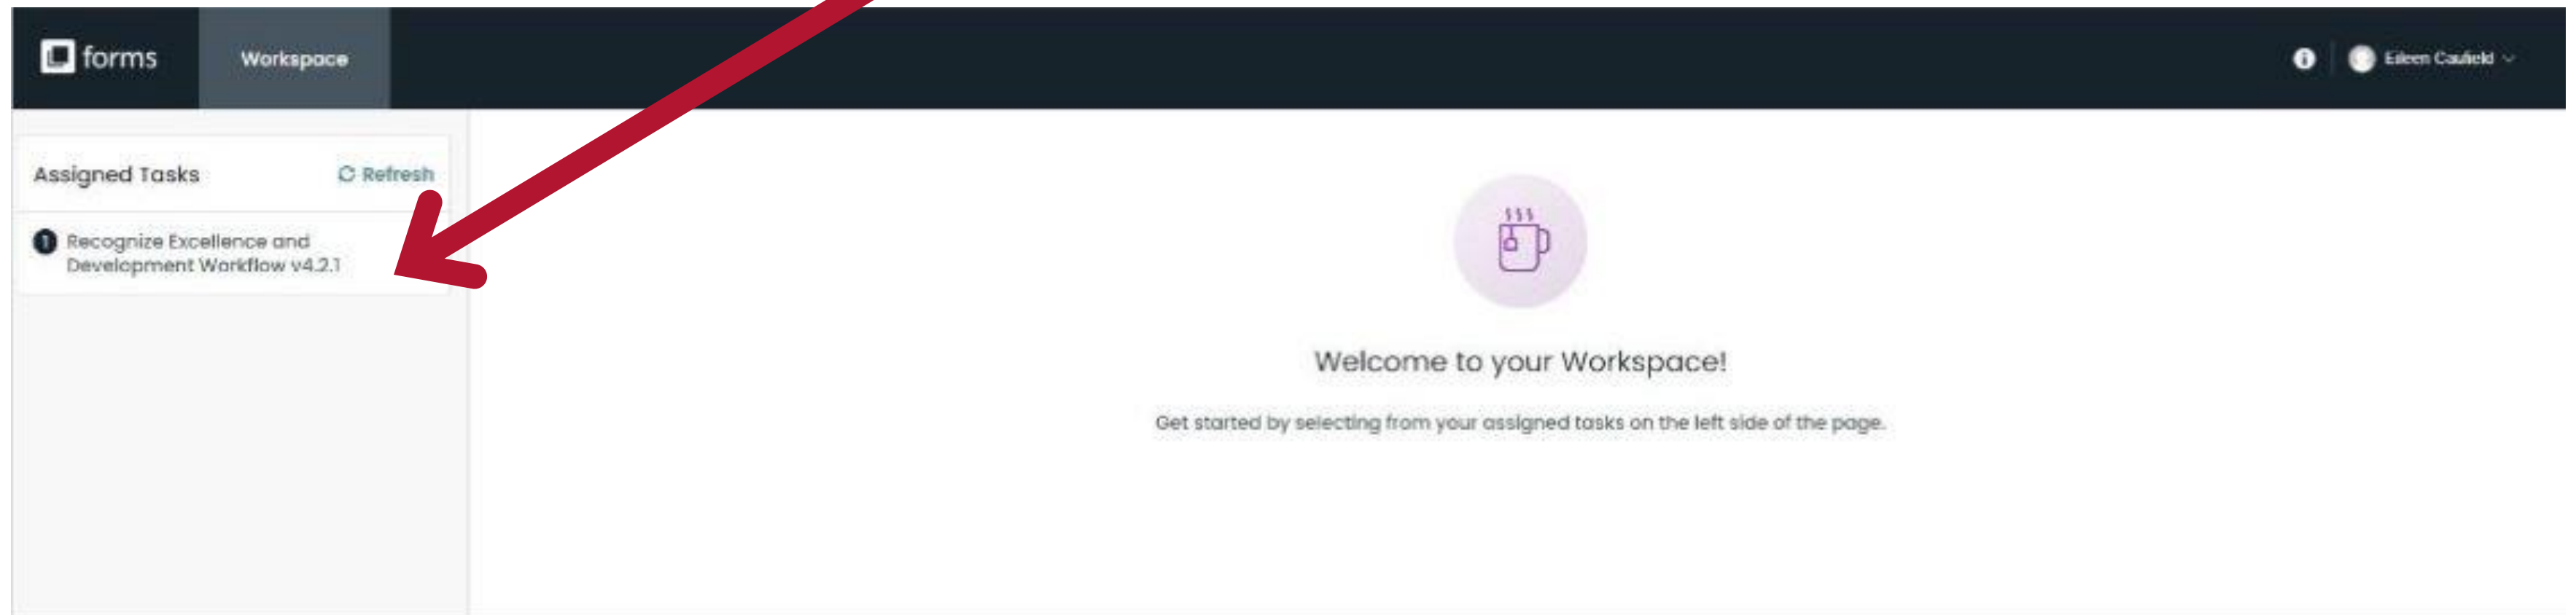 forms
Workspace
Eileen Caufield
Assigned Tasks
Refresh
1
Recognize Excellence and
Development Workflow v4.2.1
Welcome to your Workspace!
Get started by selecting from your assigned tasks on the left side of the page.